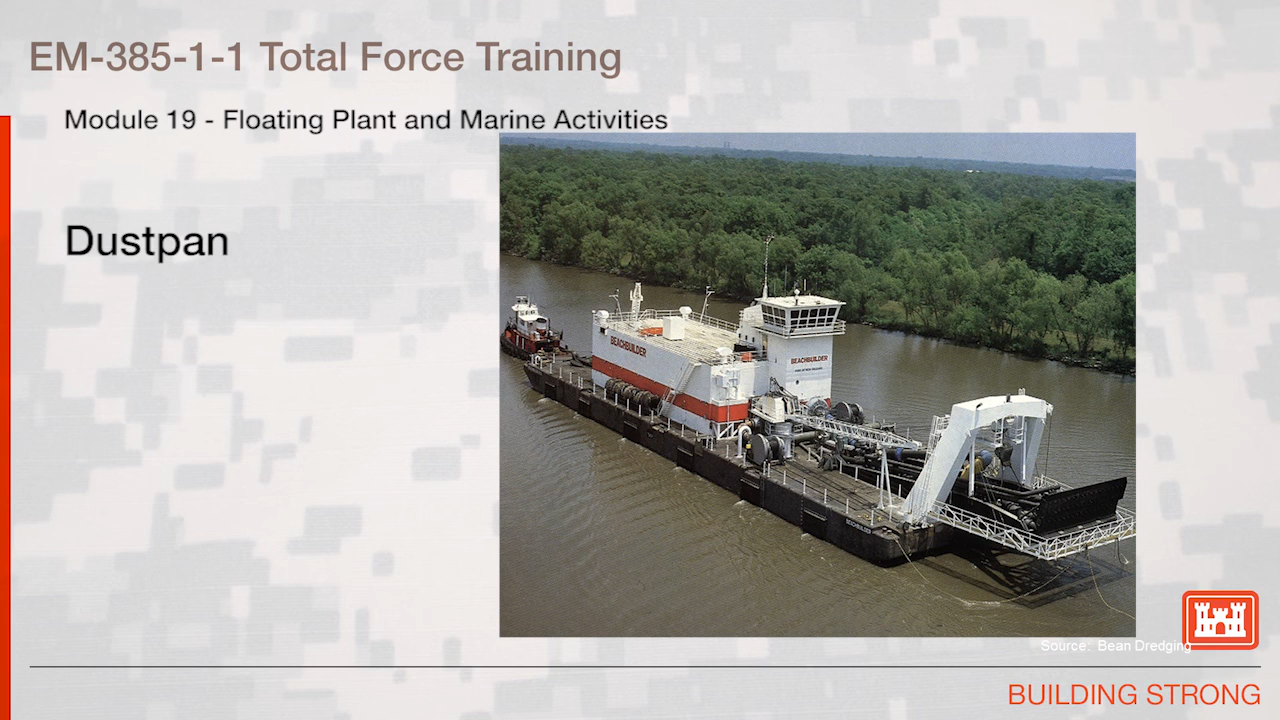 EM-385-1-1 Total Force Training
Module 19 - Floating Plant and Marine Activities
Dustpan
BEACHBUILDER
BEACHBUILDER
BEACHBUILDER
Source: Bean Dredging
BUILDING STRONG